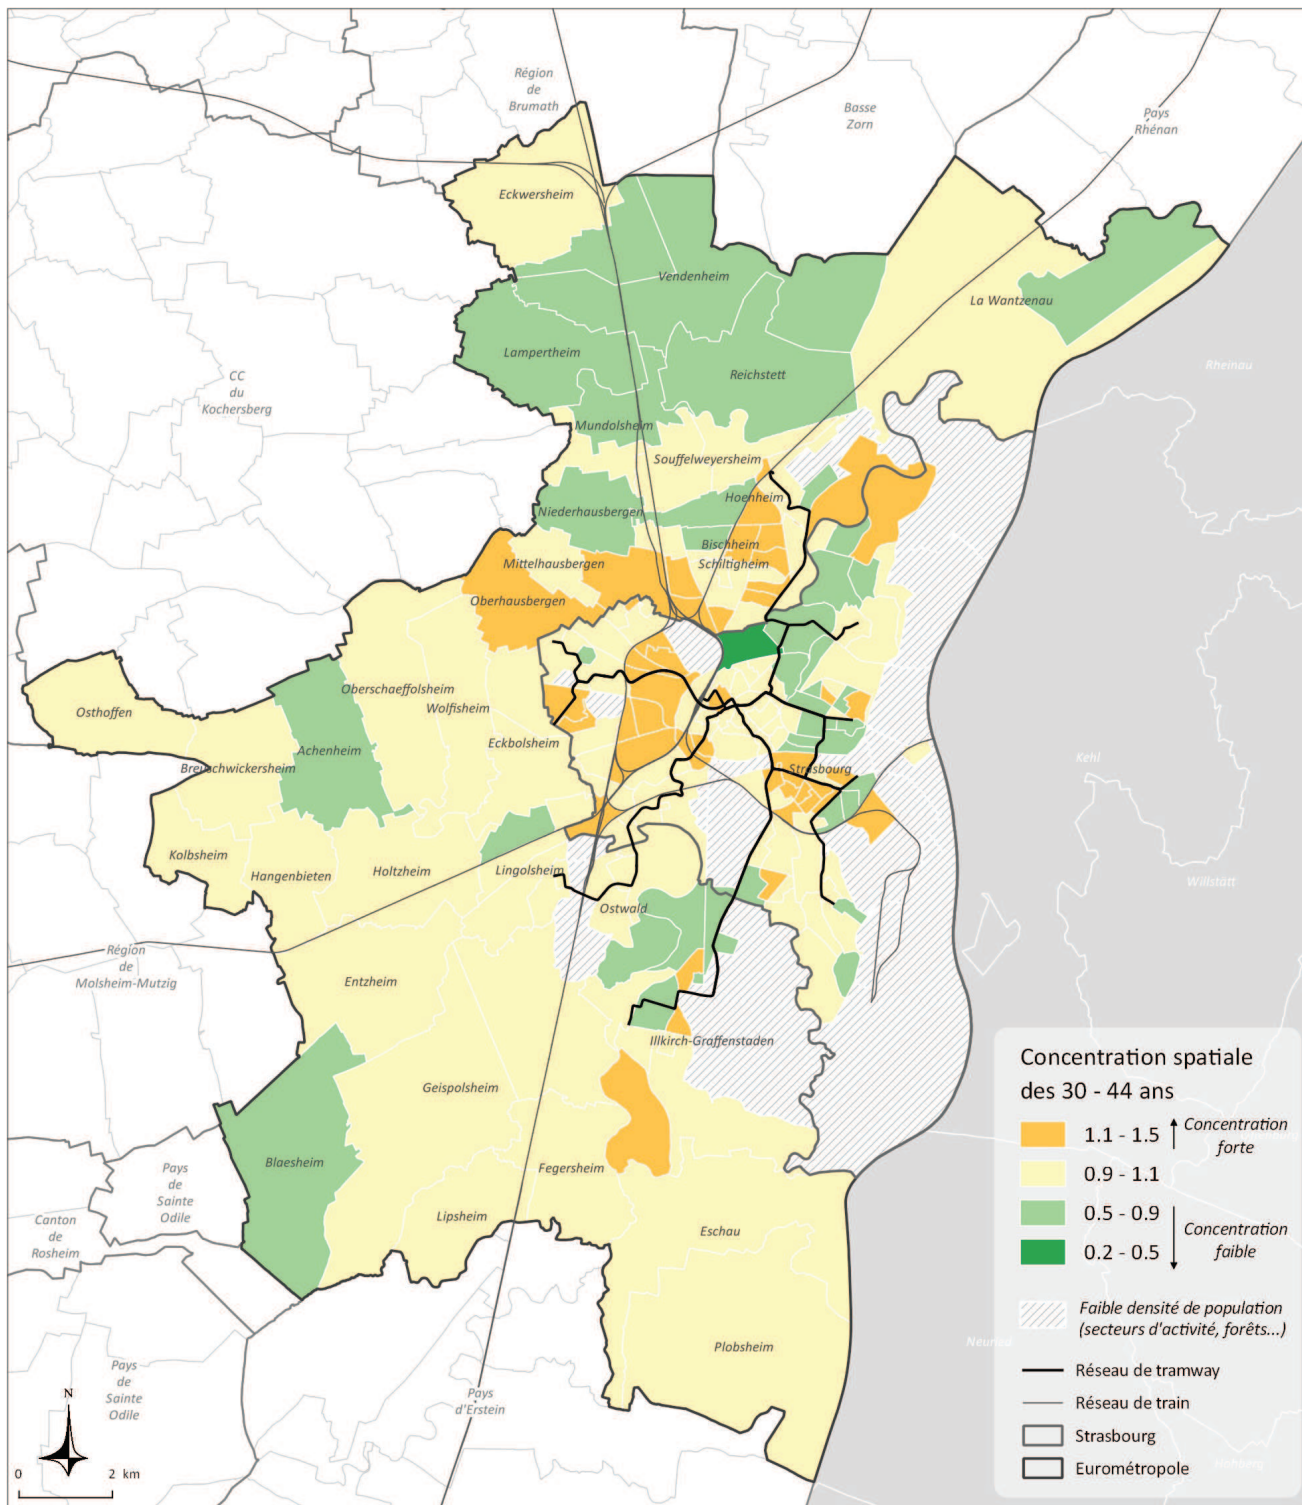 Région
de
Brumath
Basse
Zorn
Pays
Rhénan
Eckwersheim
Vendenheim
La Wantzenau
Lampertheim
Reichstett
Rheinau
CC
du
Kochersberg
Mundolsheim
Souffelweyersheim
Hoenheim
Niederhausbergen
Bischheim
Schiltigheim
Mittelhausbergen
Oberhausbergen
Oberschaeffolsheim
Wolfisheim
Osthoffen
Eckbolsheim
Achenheim
Breuschwickersheim
Strasbourg
Kehl
Kolbsheim
Hangenbieten
Holtzheim
Lingolsheim
Willstätt
Ostwald
Région
de
Molsheim-Mutzig
Entzheim
Illkirch-Graffenstaden
Geispolsheim
Blaesheim
Fegersheim
Pays
de
Sainte
Odile
Lipsheim
Eschau
Canton
de
Rosheim
Plobsheim
Neuried
Pays
de
Sainte
Odile
Pays
d'Erstein
Hohberg
N
0 2 km
Concentration spatiale
des 30 - 44 ans
1.1 - 1.5
Concentration
forte
0.9 - 1.1
0.5 - 0.9
Concentration
faible
0.2 - 0.5
Faible densité de population
(secteurs d'activité, forêts...)
Réseau de tramway
Réseau de train
Strasbourg
Eurométropole